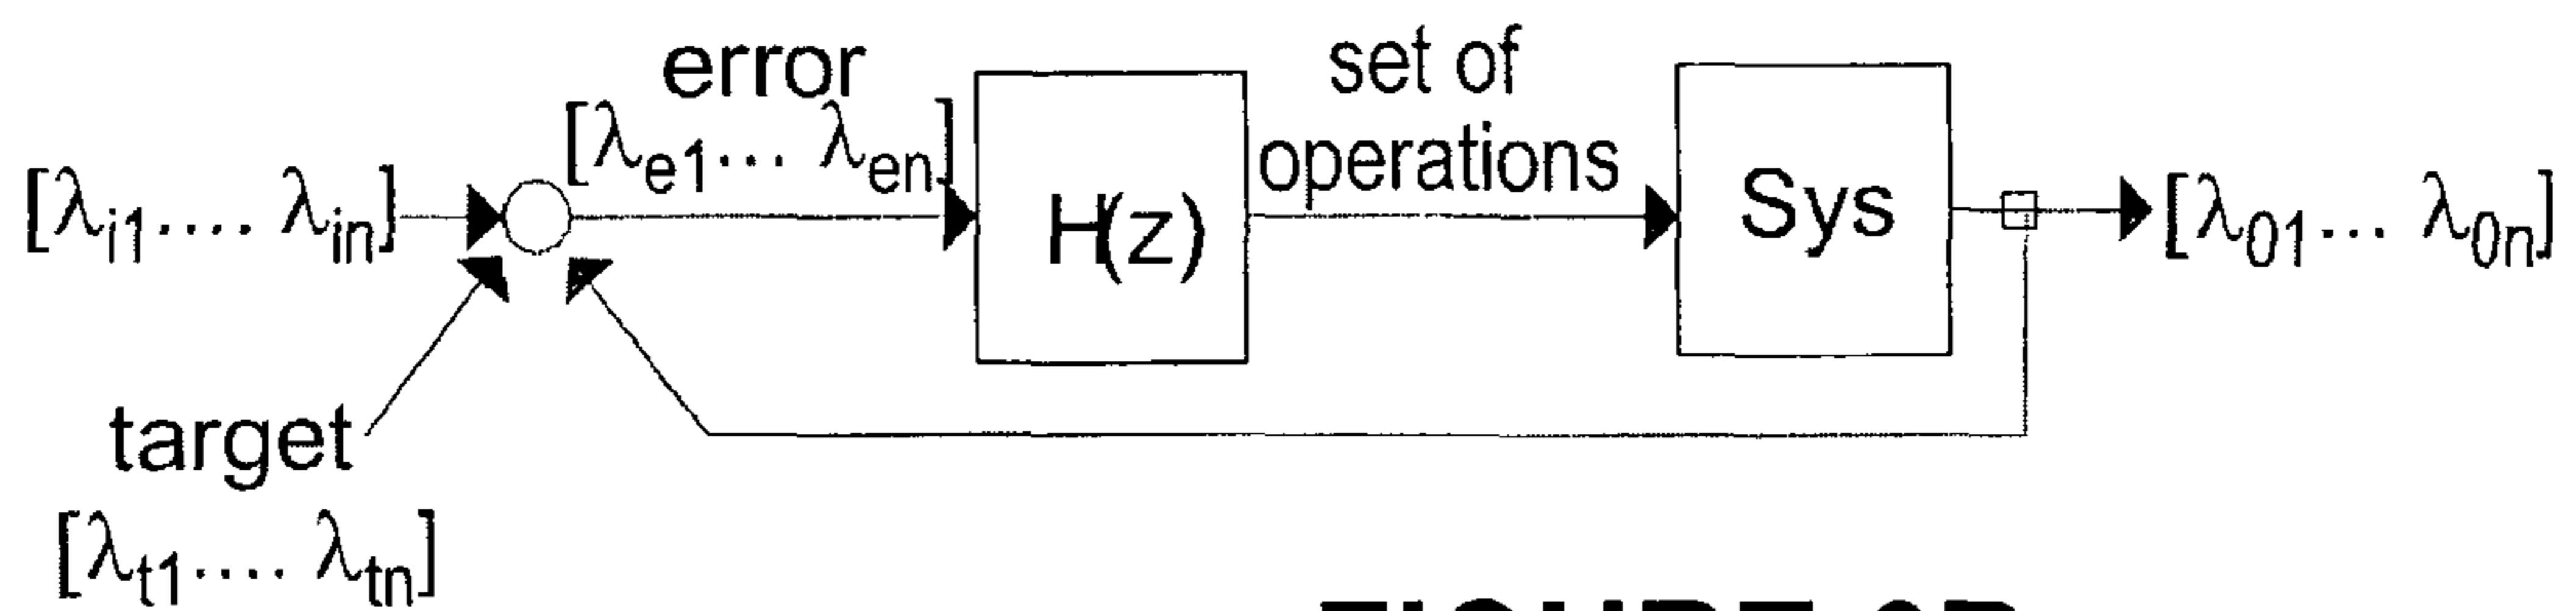 error
[λe1... λen]
set of
operations
[λi1.... λin]
H(z)
Sys
[λ01... λ0n]
target
[λt1.... λtn]